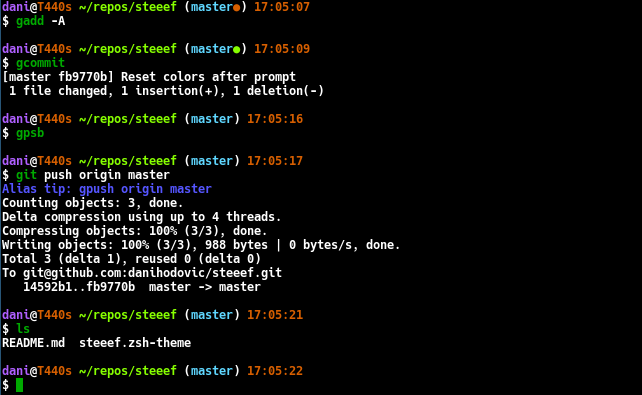 dani@T440s ~/repos/steeef (master●) 17:05:07
$ gadd -A
dani@T440s ~/repos/steeef (master●) 17:05:09
$ gcommit
[master fb9770b] Reset colors after prompt
 1 file changed, 1 insertion(+), 1 deletion(-)
dani@T440s ~/repos/steeef (master) 17:05:16
$ gpsb
dani@T440s ~/repos/steeef (master) 17:05:17
$ git push origin master
Alias tip: gpush origin master
Counting objects: 3, done.
Delta compression using up to 4 threads.
Compressing objects: 100% (3/3), done.
Writing objects: 100% (3/3), 988 bytes | 0 bytes/s, done.
Total 3 (delta 1), reused 0 (delta 0)
To git@github.com:danihodovic/steeef.git
   14592b1..fb9770b  master -> master
dani@T440s ~/repos/steeef (master) 17:05:21
$ ls
README.md  steeef.zsh-theme
dani@T440s ~/repos/steeef (master) 17:05:22
$